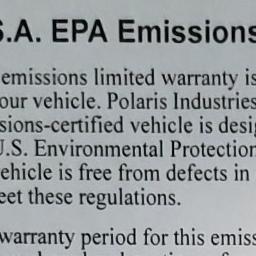 S.A. EPA Emissions
emissions limited warranty is
our vehicle. Polaris Industries
sions-certified vehicle is desig
U.S. Environmental Protection
vehicle is free from defects in
eet these regulations.
warranty period for this emiss